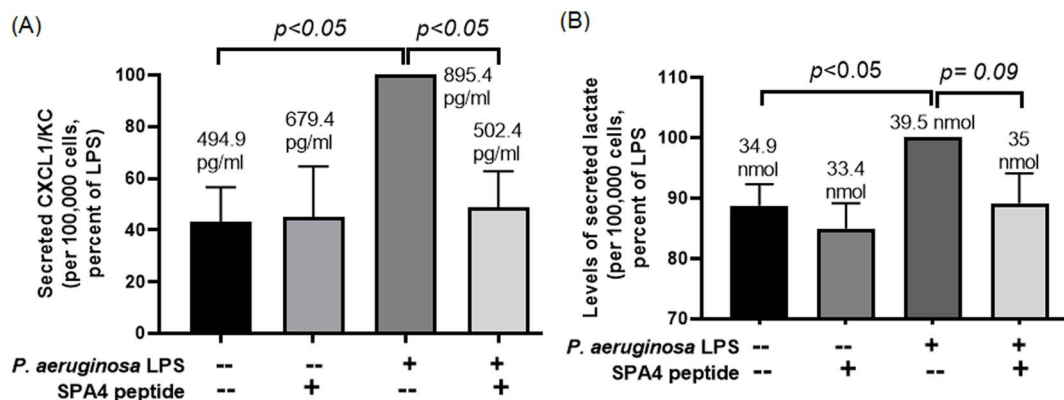 (A)
p<0.05 p<0.05
Secreted CXCL1/KC
(per 100,000 cells,
percent of LPS)
100
80
60
40
20
0
494.9
pg/ml
679.4
pg/ml
895.4
pg/ml
502.4
pg/ml
P. aeruginosa LPS -- -- + +
SPA4 peptide -- + -- +
(B)
p<0.05 p= 0.09
Levels of secreted lactate
(per 100,000 cells,
percent of LPS
110
100
90
80
70
34.9
nmol
33.4
nmol
39.5 nmol
35
nmol
P. aeruginosa LPS -- -- + +
SPA4 peptide -- + -- +